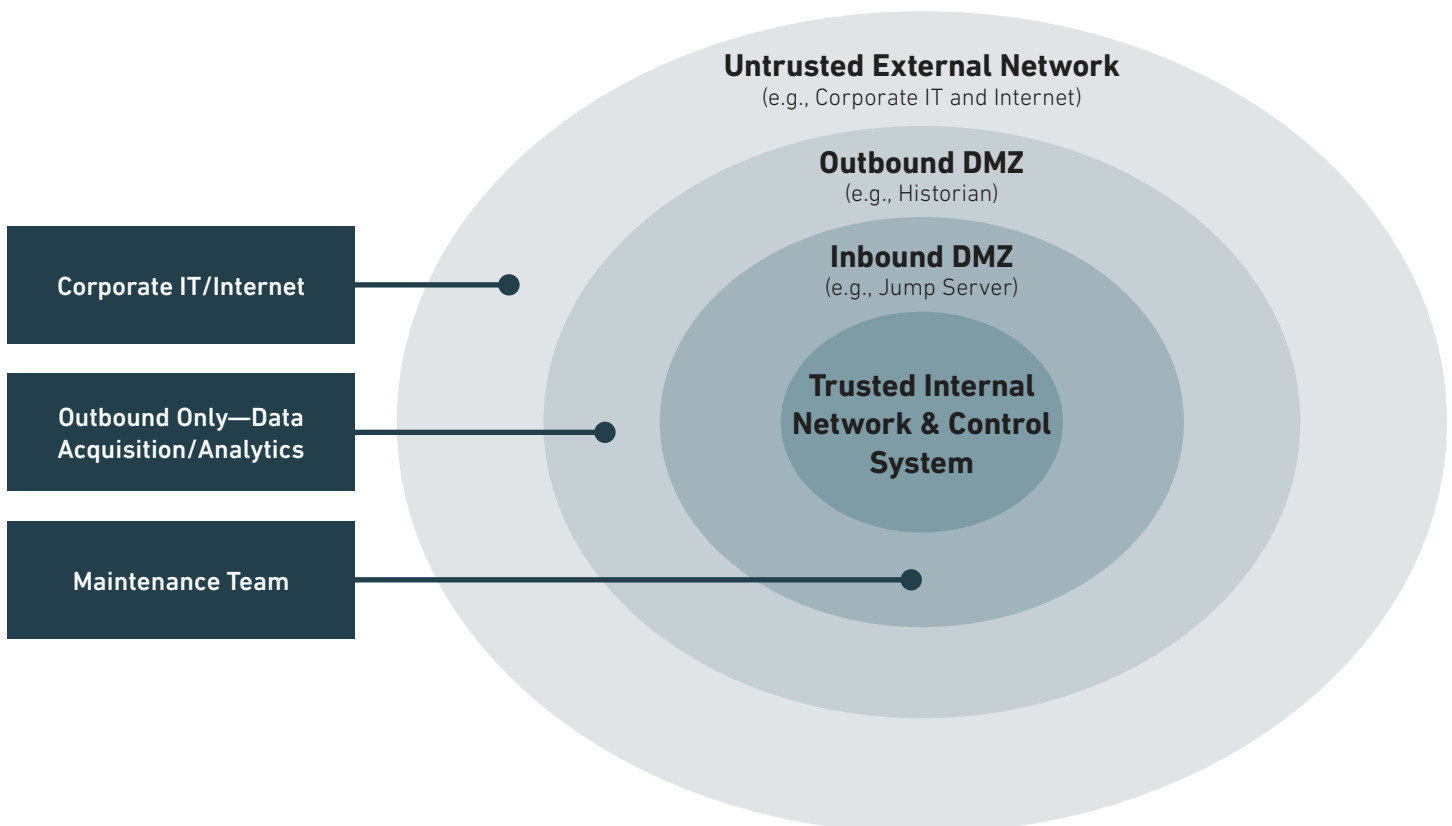 Untrusted External Network
(e.g., Corporate IT and Internet)
Outbound DMZ
(e.g., Historian)
Inbound DMZ
(e.g., Jump Server)
Trusted Internal
Network & Control
System
Corporate IT/Internet
Outbound Only—Data
Acquisition/Analytics
Maintenance Team